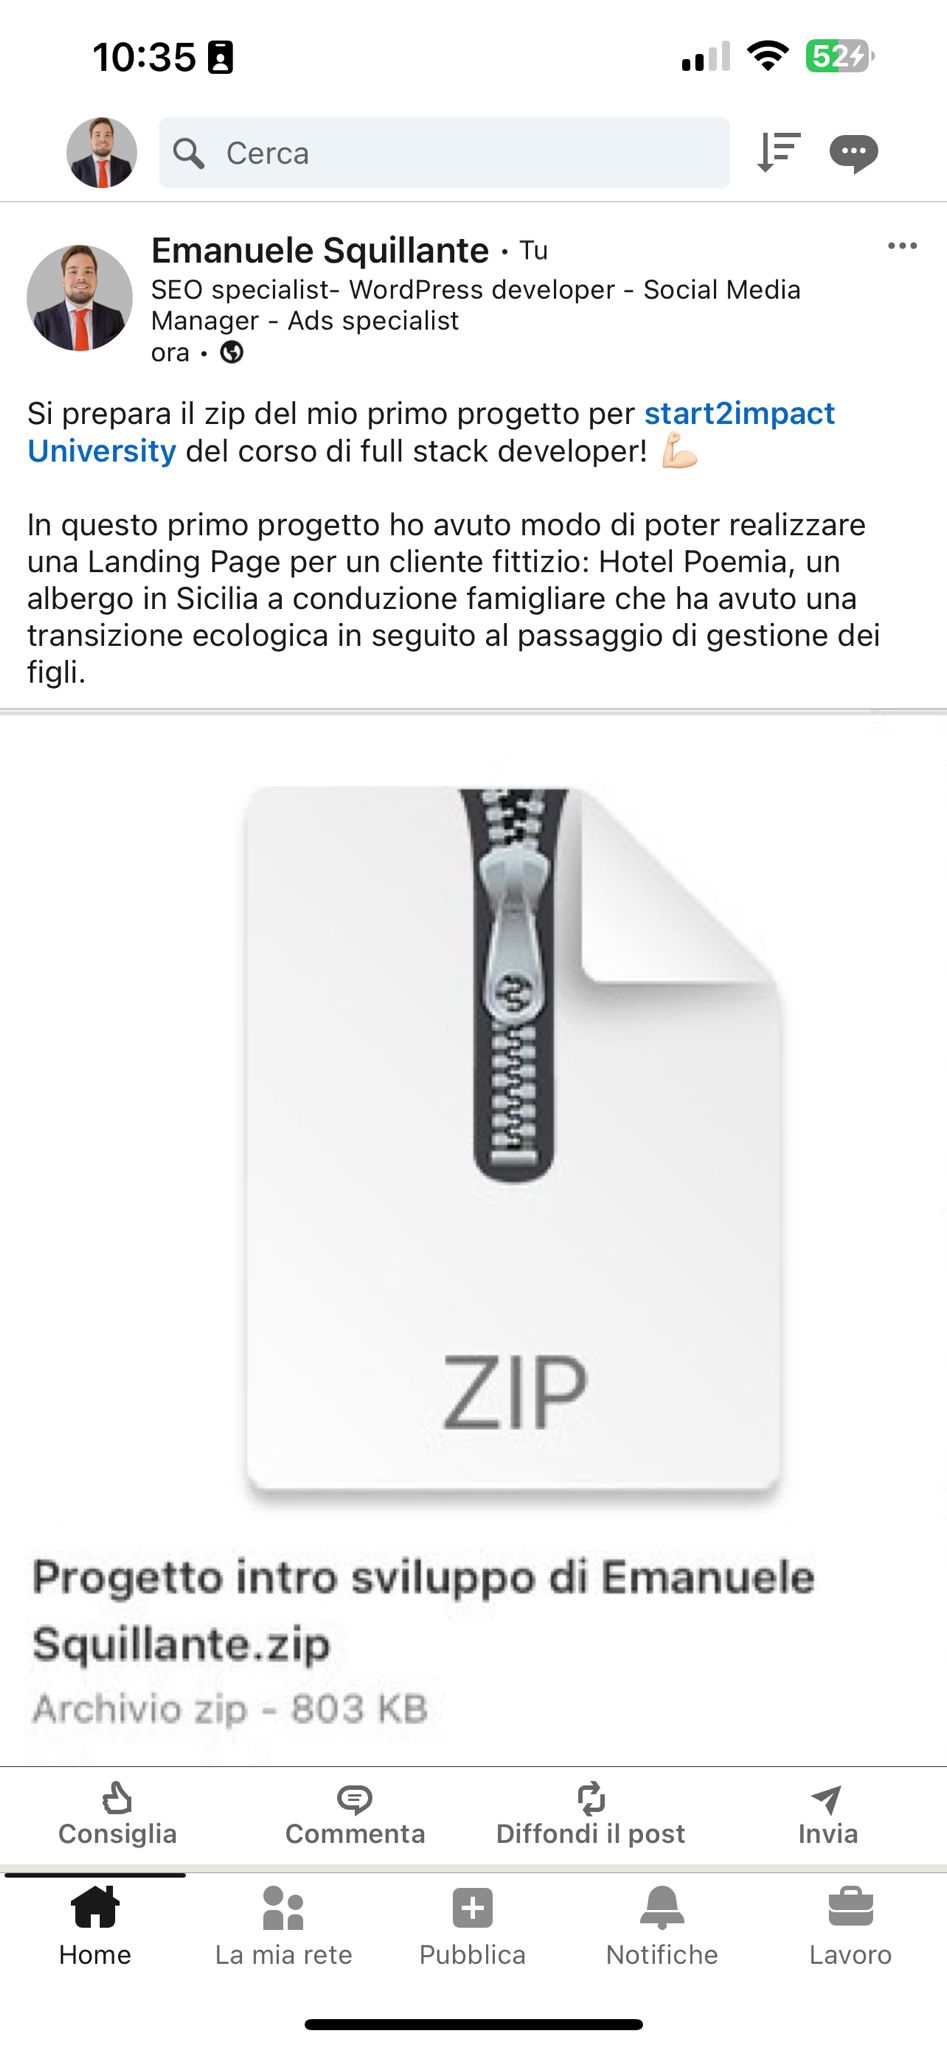 10:35
52
Cerca
Emanuele Squillante • Tu
SEO specialist- WordPress developer - Social Media
Manager - Ads specialist
ora •
Si prepara il zip del mio primo progetto per start2impact
University del corso di full stack developer! 💪🏻
In questo primo progetto ho avuto modo di poter realizzare
una Landing Page per un cliente fittizio: Hotel Poemia, un
albergo in Sicilia a conduzione famigliare che ha avuto una
transizione ecologica in seguito al passaggio di gestione dei
figli.
ZIP
Progetto intro sviluppo di Emanuele
Squillante.zip
Archivio zip - 803 KB
Consiglia Commenta Diffondi il post Invia
Home La mia rete Pubblica Notifiche Lavoro